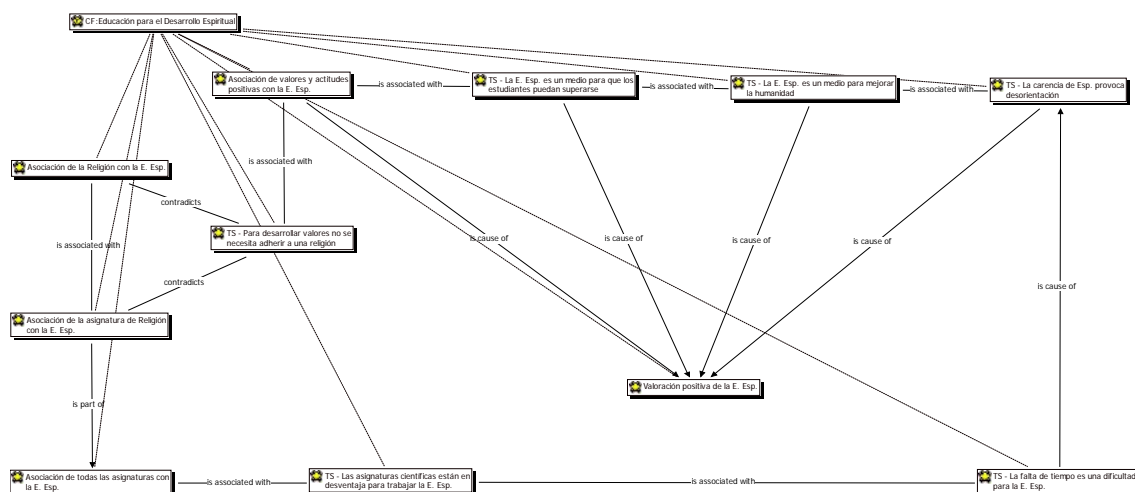 CF:Educación para el Desarrollo Espiritual
Asociación de valores y actitudes
positivas con la E. Esp.
is associated with
TS - La E. Esp. es un medio para que los
estudiantes puedan superarse
is associated with
TS - La E. Esp. es un medio para mejorar
la humanidad
is associated with
TS - La carencia de Esp. provoca
desorientación
Asociación de la Religión con la E. Esp.
is associated with
contradicts
TS - Para desarrollar valores no se
necesita adherir a una religión
is associated with
is cause of
is cause of
is cause of
is cause of
contradicts
is cause of
Asociación de la asignatura de Religión
con la E. Esp.
Valoración positiva de la E. Esp.
is part of
Asociación de todas las asignaturas con
la E. Esp.
is associated with
TS - Las asignaturas científicas están en
desventaja para trabajar la E. Esp.
is associated with
TS - La falta de tiempo es una dificultad
para la E. Esp.